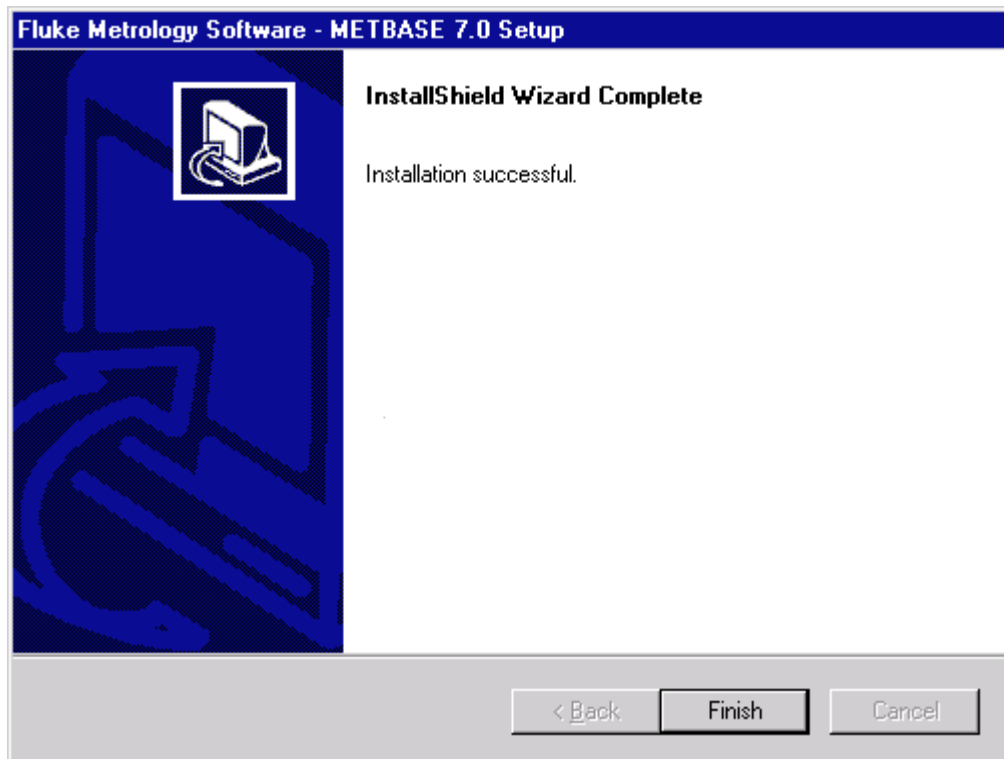 Fluke Metrology Software - METBASE 7.0 Setup
InstallShield Wizard Complete
Installation successful.
< Back
Finish
Cancel